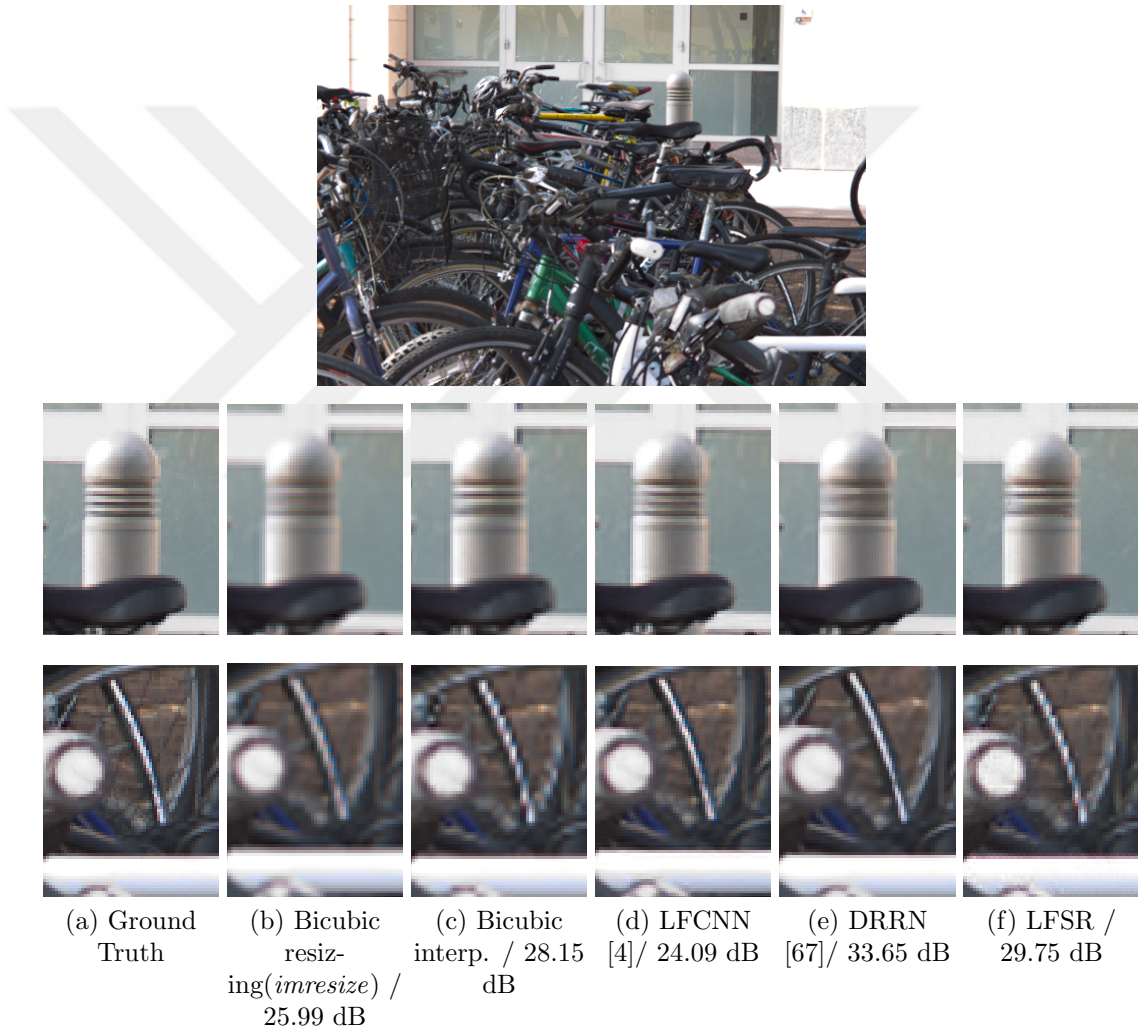 (a) Ground
Truth
(b) Bicubic
resiz-
ing(imresize) /
25.99 dB
(c) Bicubic
interp. / 28.15
dB
(d) LFCNN
[4]/ 24.09 dB
(e) DRRN
[67]/ 33.65 dB
(f) LFSR /
29.75 dB